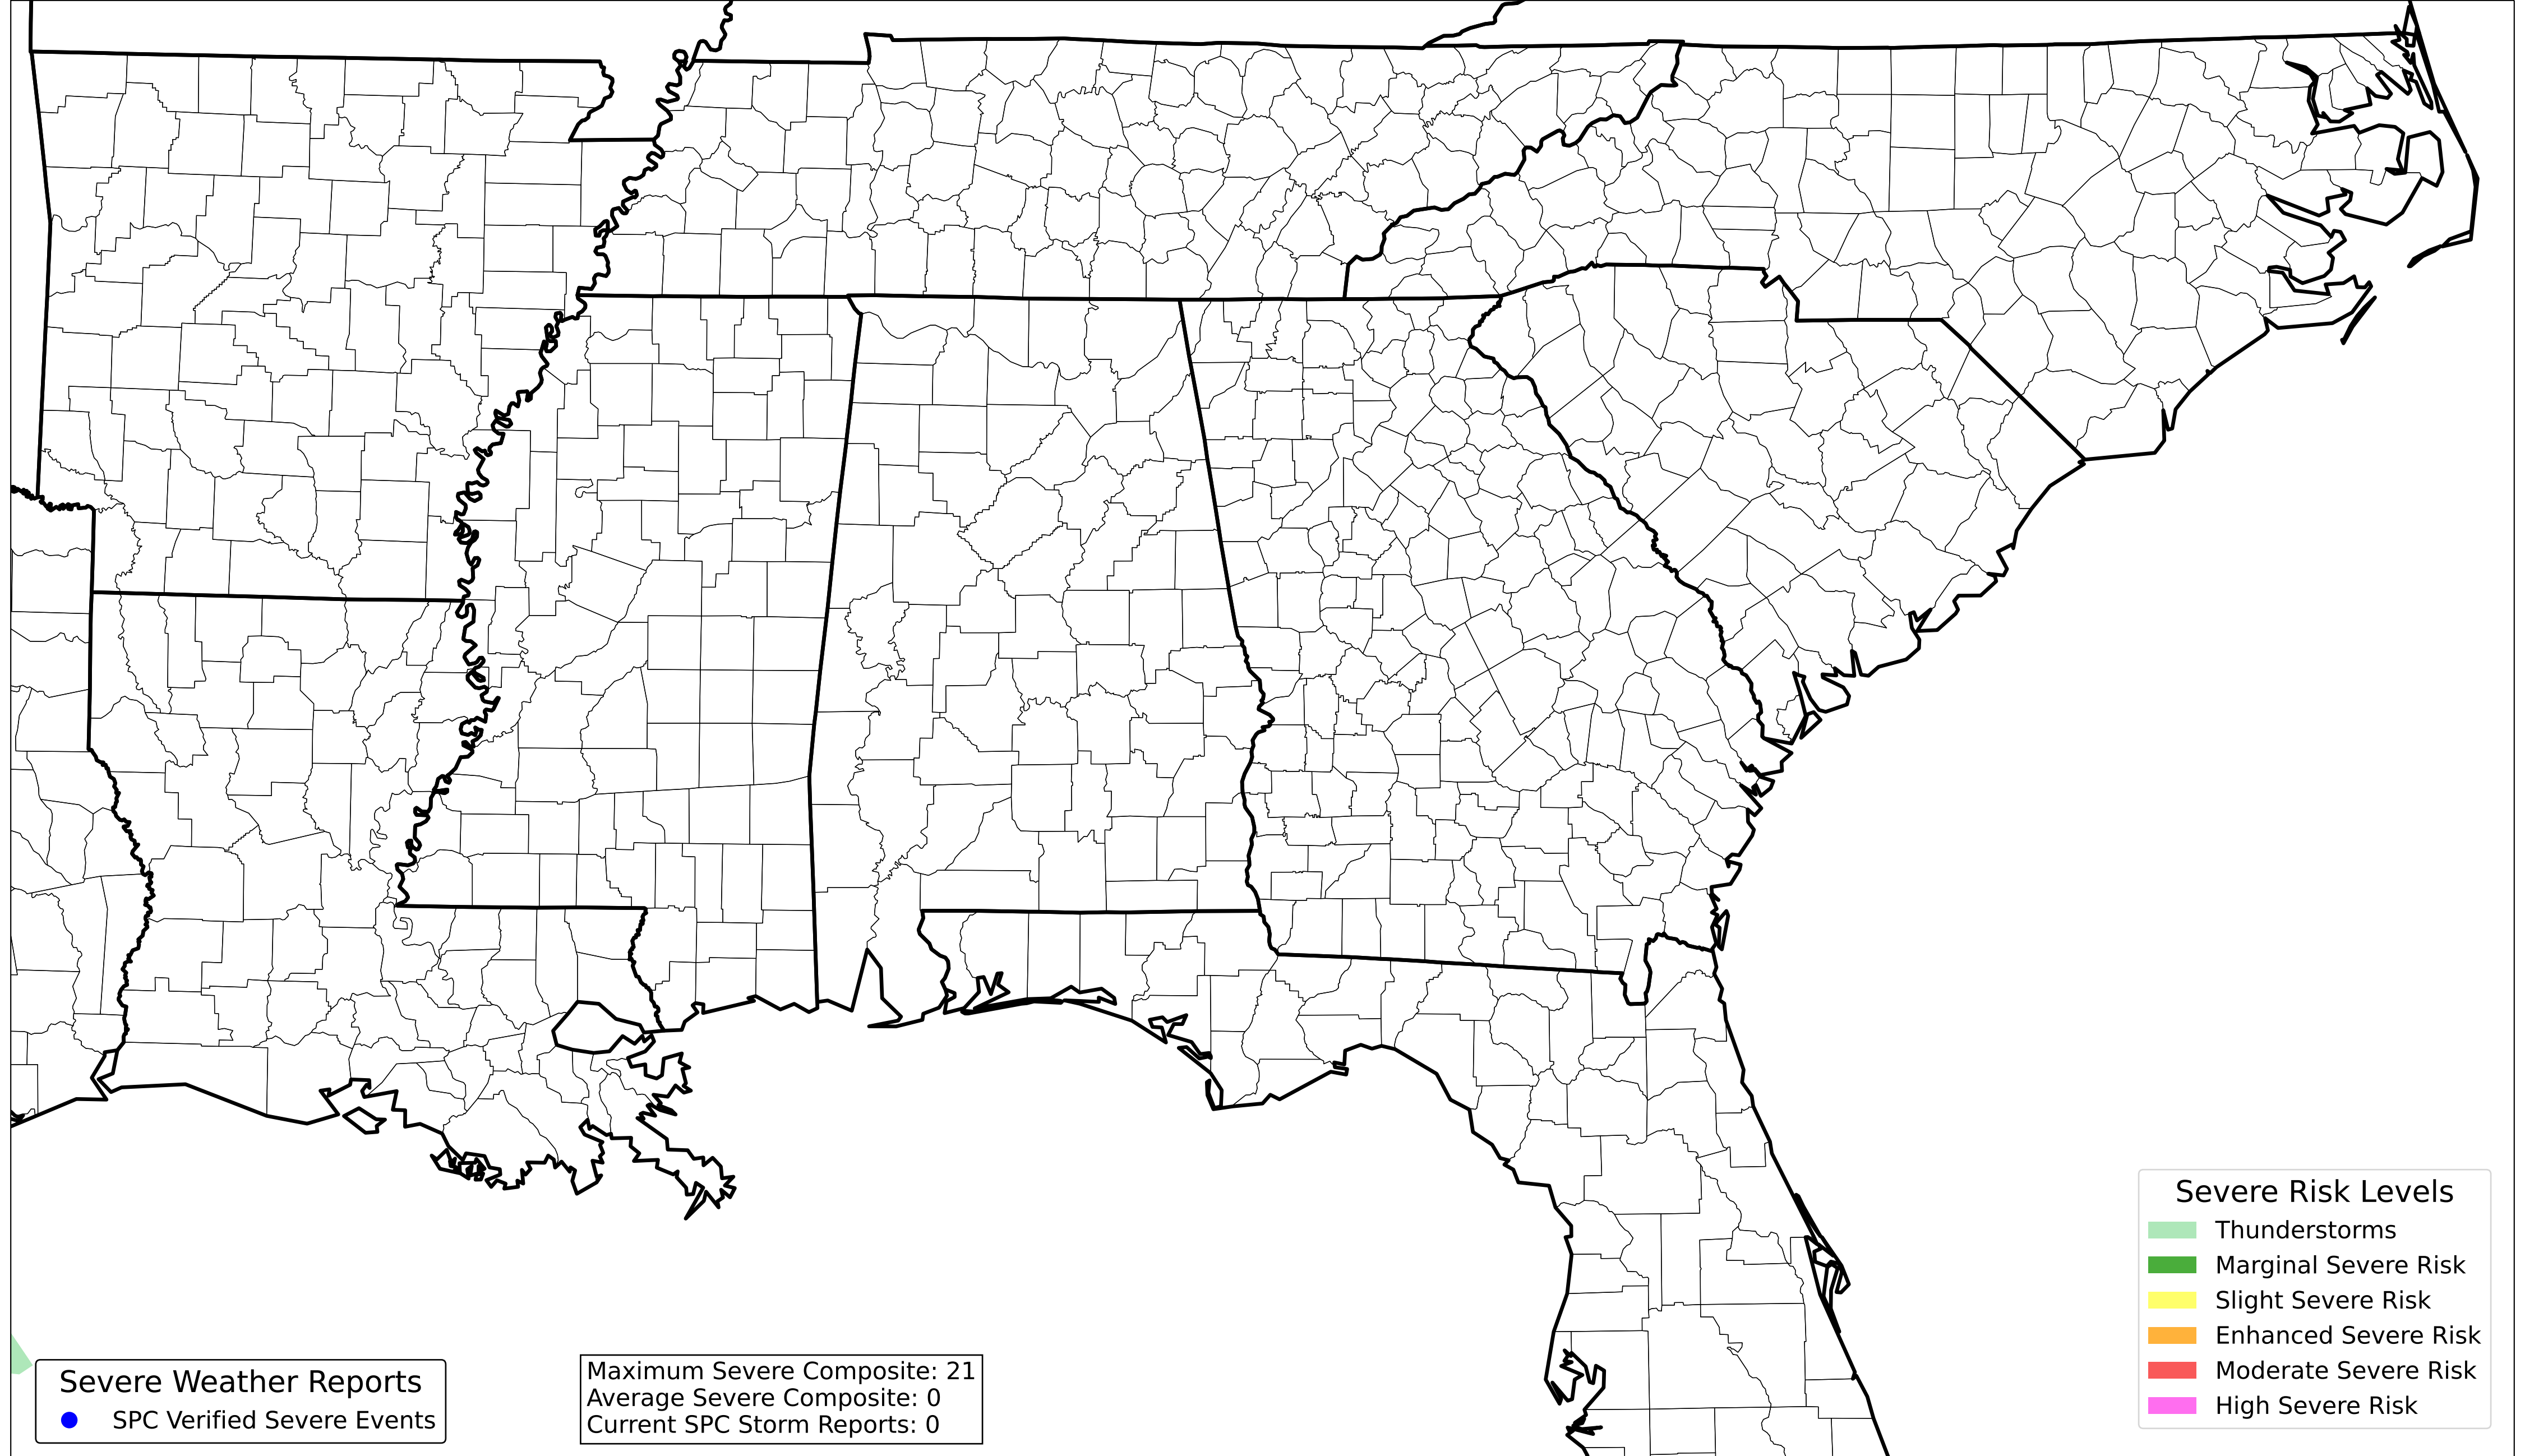 Severe Weather Reports
SPC Verified Severe Events
Maximum Severe Composite: 21
Average Severe Composite: 0
Current SPC Storm Reports: 0
Severe Risk Levels
Thunderstorms
Marginal Severe Risk
Slight Severe Risk
Enhanced Severe Risk
Moderate Severe Risk
High Severe Risk